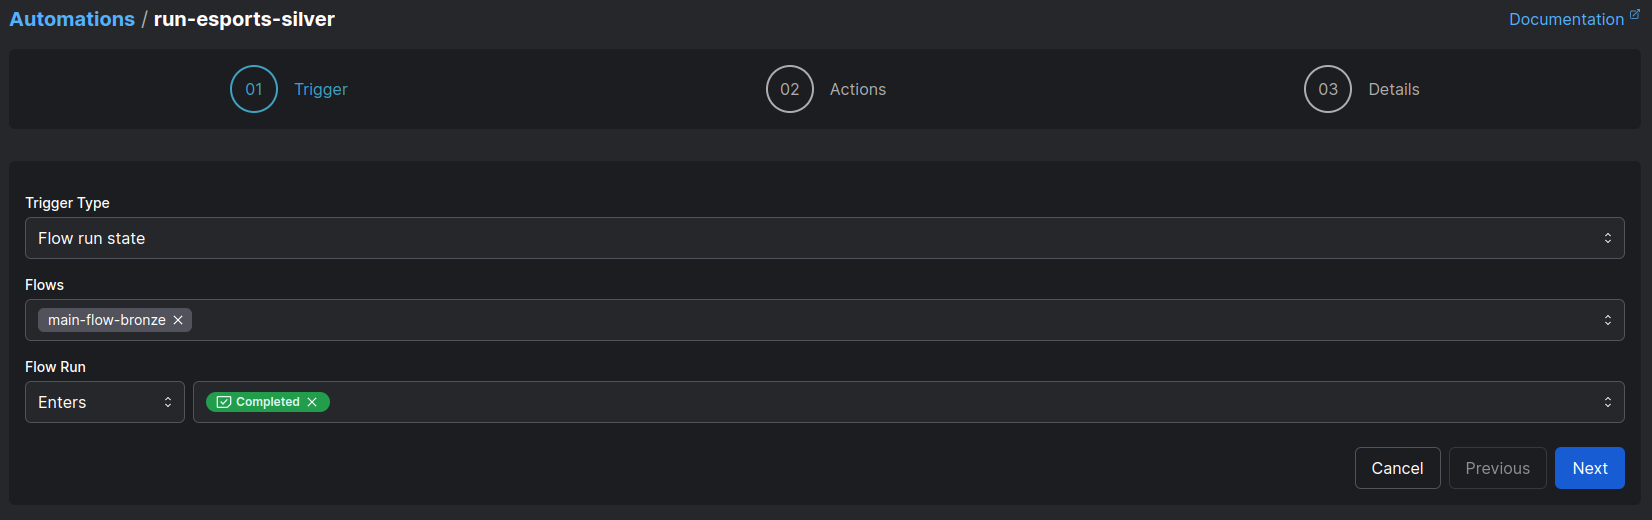 Automations / run-esports-silver
Documentation
01 Trigger
02 Actions
03 Details
Trigger Type
Flow run state
Flows
main-flow-bronze
Flow Run
Enters
Completed
Cancel
Previous
Next